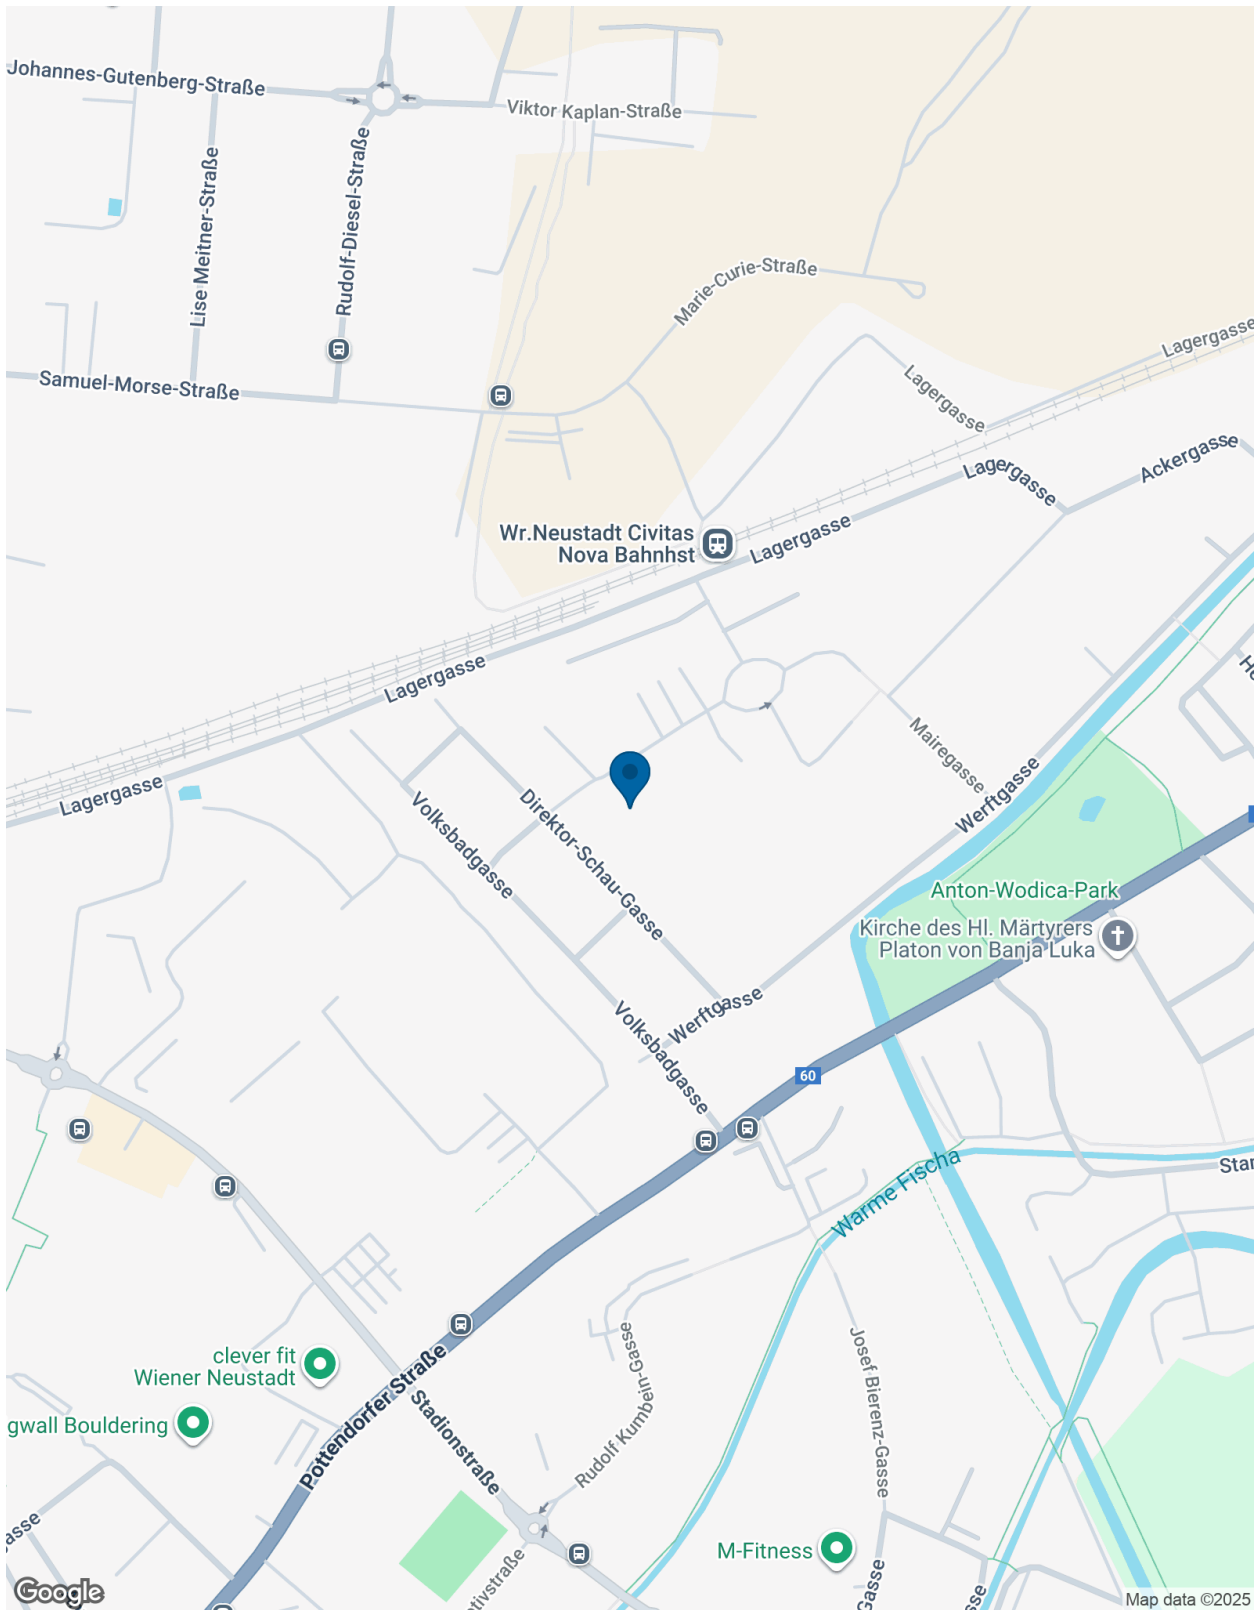 Johannes-Gutenberg-Straße
Viktor Kaplan-Straße
Lise Meitner-Straße
Rudolf-Diesel-Straße
Marie-Curie-Straße
Lagergasse
Samuel-Morse-Straße
Lagergasse
Ackergasse
Lagergasse
Wr.Neustadt Civitas
Nova Bahnhst
Lagergasse
Lagergasse
Mairegasse
Lagergasse
Werftgasse
Volksbadgasse
Direktor-Schau-Gasse
Anton-Wodica-Park
Kirche des Hl. Märtyrers
Platon von Banja Luka
Werftgasse
Volksbadgasse
60
Warme Fischa
clever fit
Wiener Neustadt
gwall Bouldering
Pottendorfer Straße
Stadionstraße
Rudolf Kumbein-Gasse
Josef-Bierenz-Gasse
M-Fitness
Google
Map data ©2025